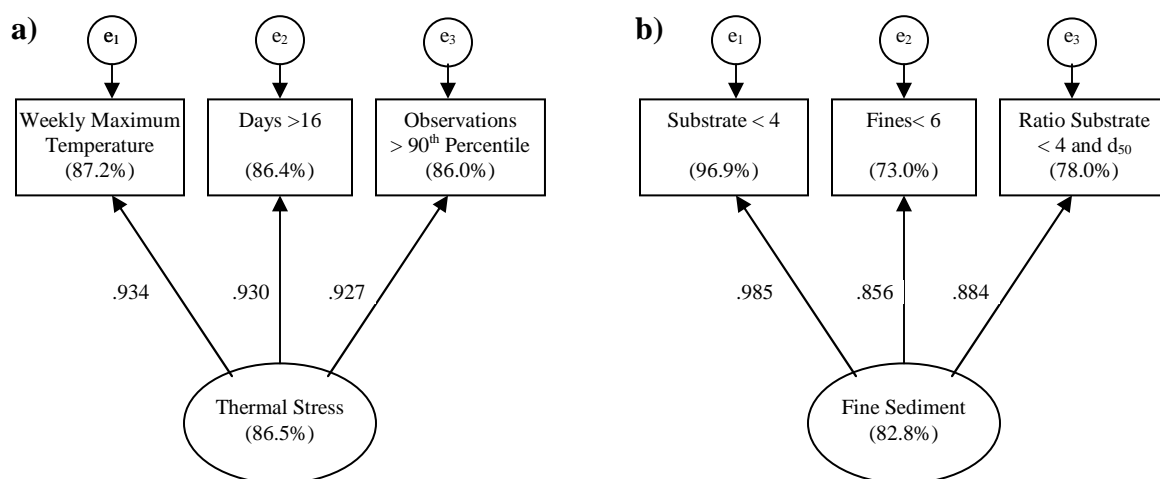 a)
e₁
e₂
e₃
Weekly Maximum
Temperature
(87.2%)
Days >16
(86.4%)
Observations
> 90th Percentile
(86.0%)
.934
.930
.927
Thermal Stress
(86.5%)
b)
e₁
e₂
e₃
Substrate < 4
(96.9%)
Fines< 6
(73.0%)
Ratio Substrate
< 4 and d₅₀
(78.0%)
.985
.856
.884
Fine Sediment
(82.8%)